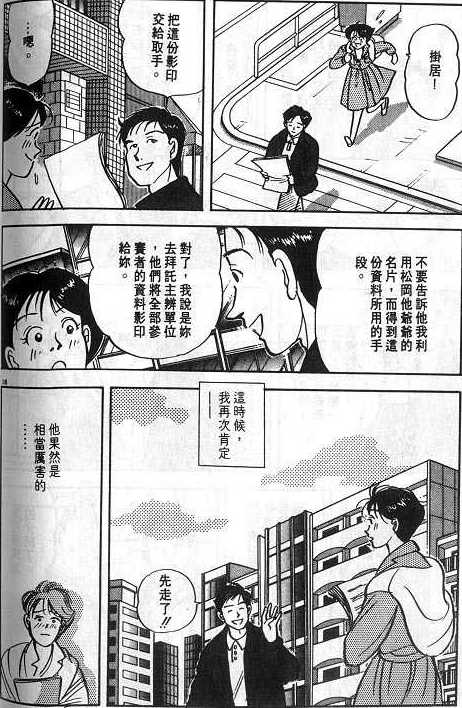 掛居！
把這份影印
交給取手。
…嗯。
不要告訴他我利
用松岡他爺爺的
名片，而得到這
份資料所用的手
段。
對了，我說是妳
去拜託主辦單位
，他們將全部參
賽者的資料影印
給妳。
這時候，
我再次肯定
他果然是
相當厲害的
……
先走了!!